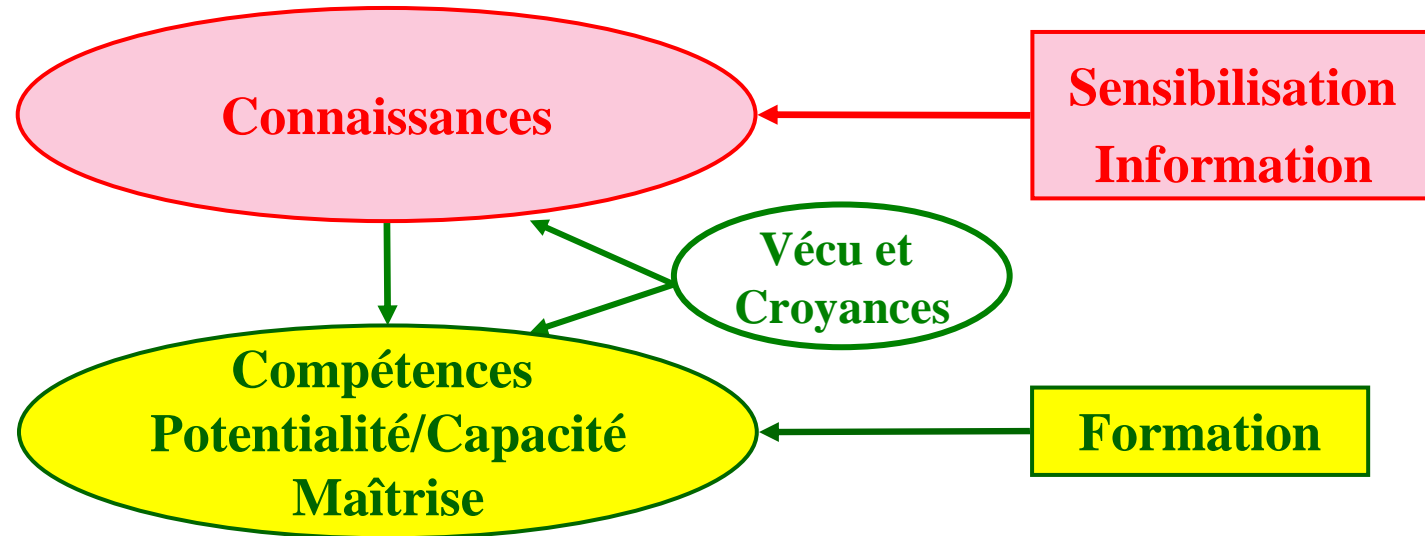 Connaissances
Sensibilisation
Information
Vécu et
Croyances
Compétences
Potentialité/Capacité
Maîtrise
Formation